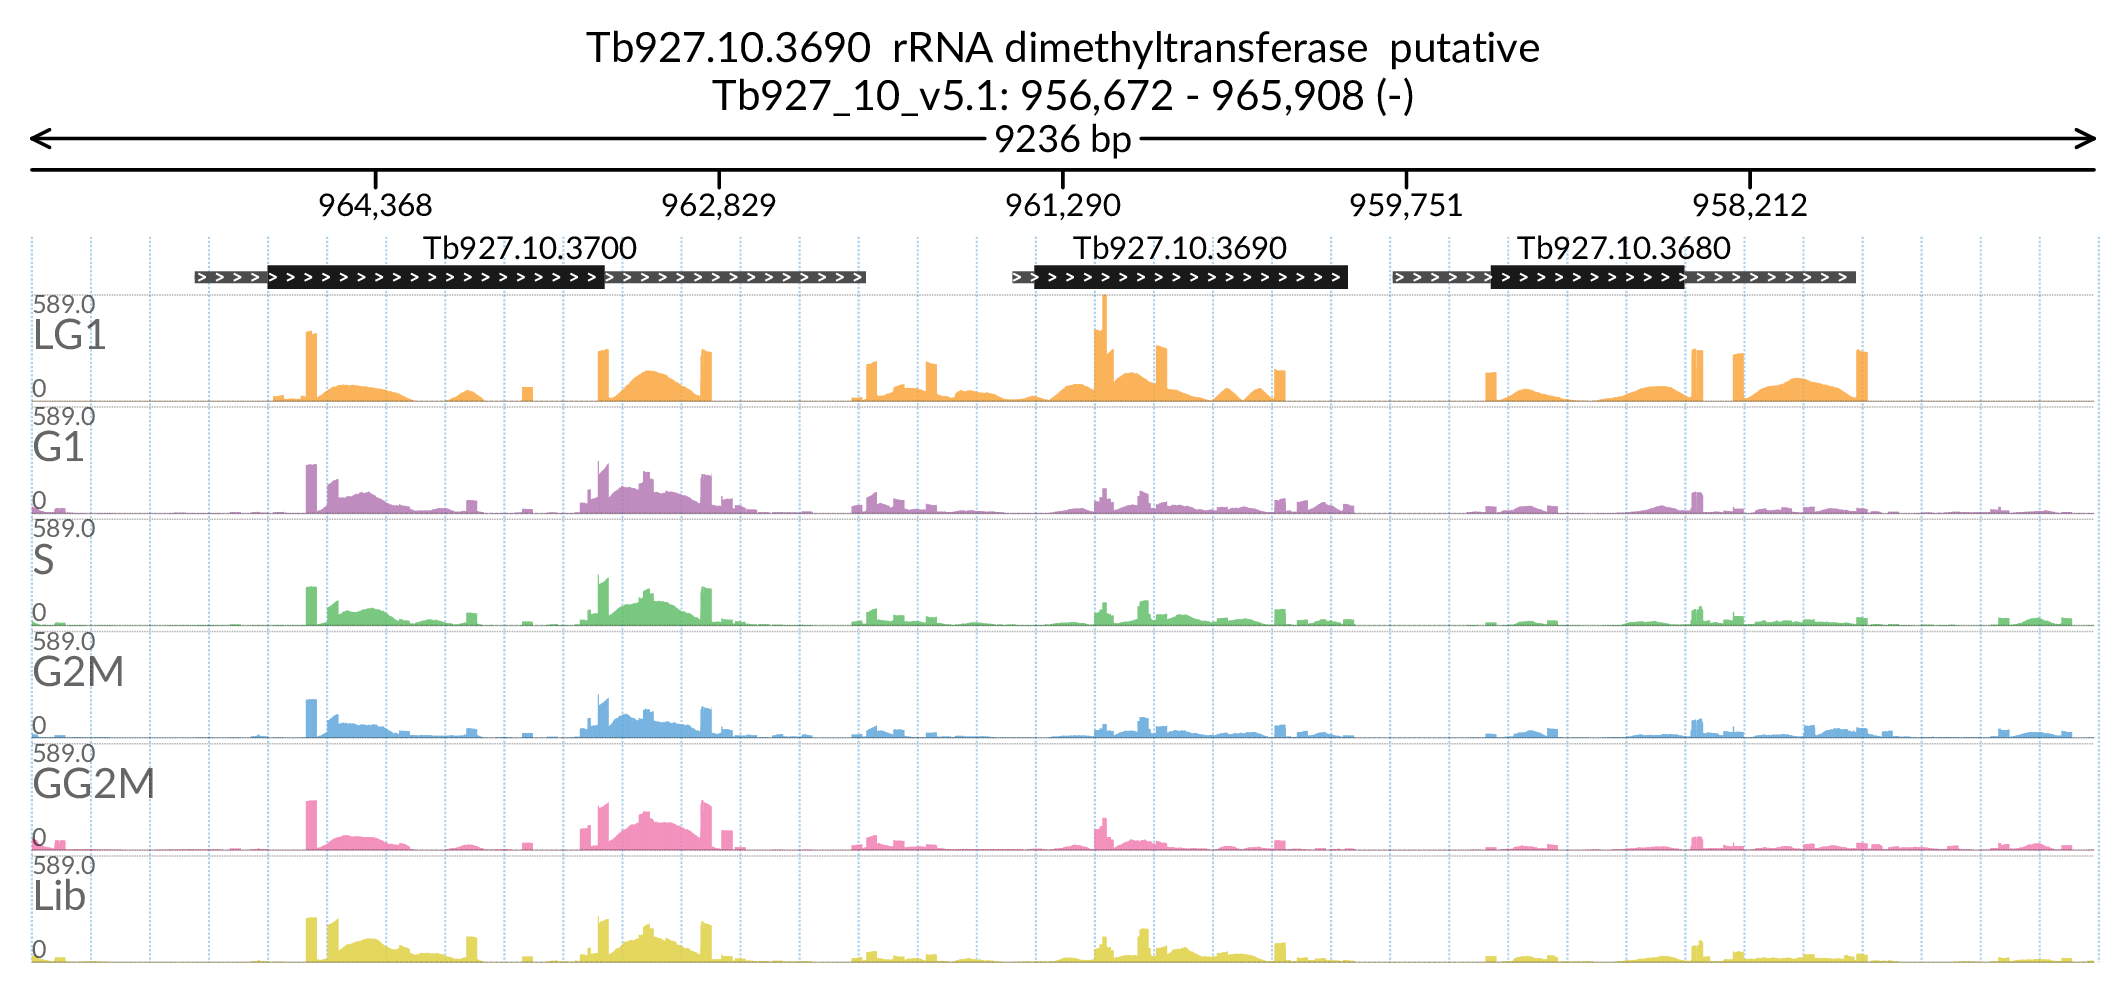 Tb927.10.3690 rRNA dimethyltransferase putative
Tb927_10_v5.1: 956,672 - 965,908 (-)
9236 bp
964,368 962,829 961,290 959,751 958,212
Tb927.10.3700 Tb927.10.3690 Tb927.10.3680
589.0
LG1
0
589.0
G1
0
589.0
S
0
589.0
G2M
0
589.0
GG2M
0
589.0
Lib
0